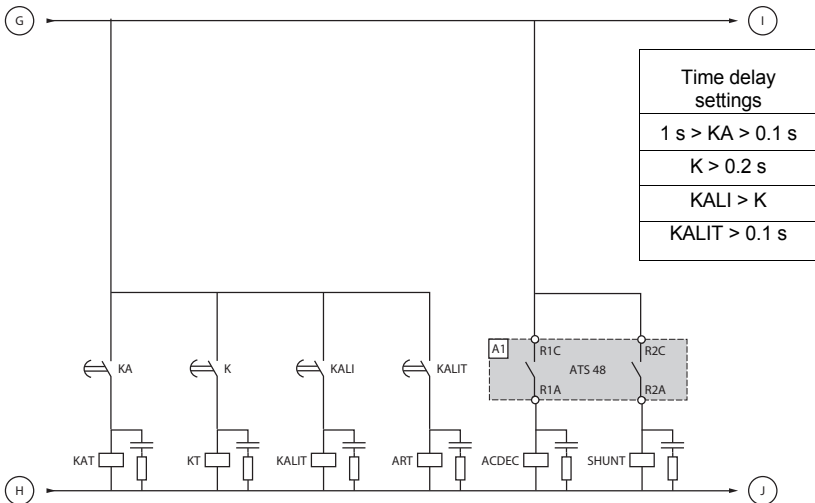 G
I
Time delay
settings
1 s > KA > 0.1 s
K > 0.2 s
KALI > K
KALIT > 0.1 s
A1
R1C
R2C
KA
K
KALI
KALIT
ATS 48
R1A
R2A
KAT
KT
KALIT
ART
ACDEC
SHUNT
H
J